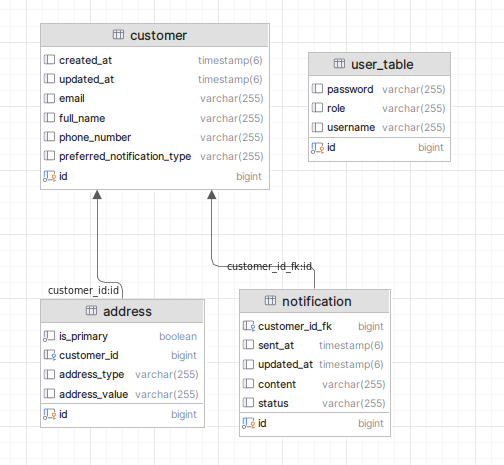 customer
created_at timestamp(6)
updated_at timestamp(6)
email varchar(255)
full_name varchar(255)
phone_number varchar(255)
preferred_notification_type varchar(255)
id bigint
user_table
password varchar(255)
role varchar(255)
username varchar(255)
id bigint
customer_id:id
customer_id_fk:id
address
is_primary boolean
customer_id bigint
address_type varchar(255)
address_value varchar(255)
id bigint
notification
customer_id_fk bigint
sent_at timestamp(6)
updated_at timestamp(6)
content varchar(255)
status varchar(255)
id bigint